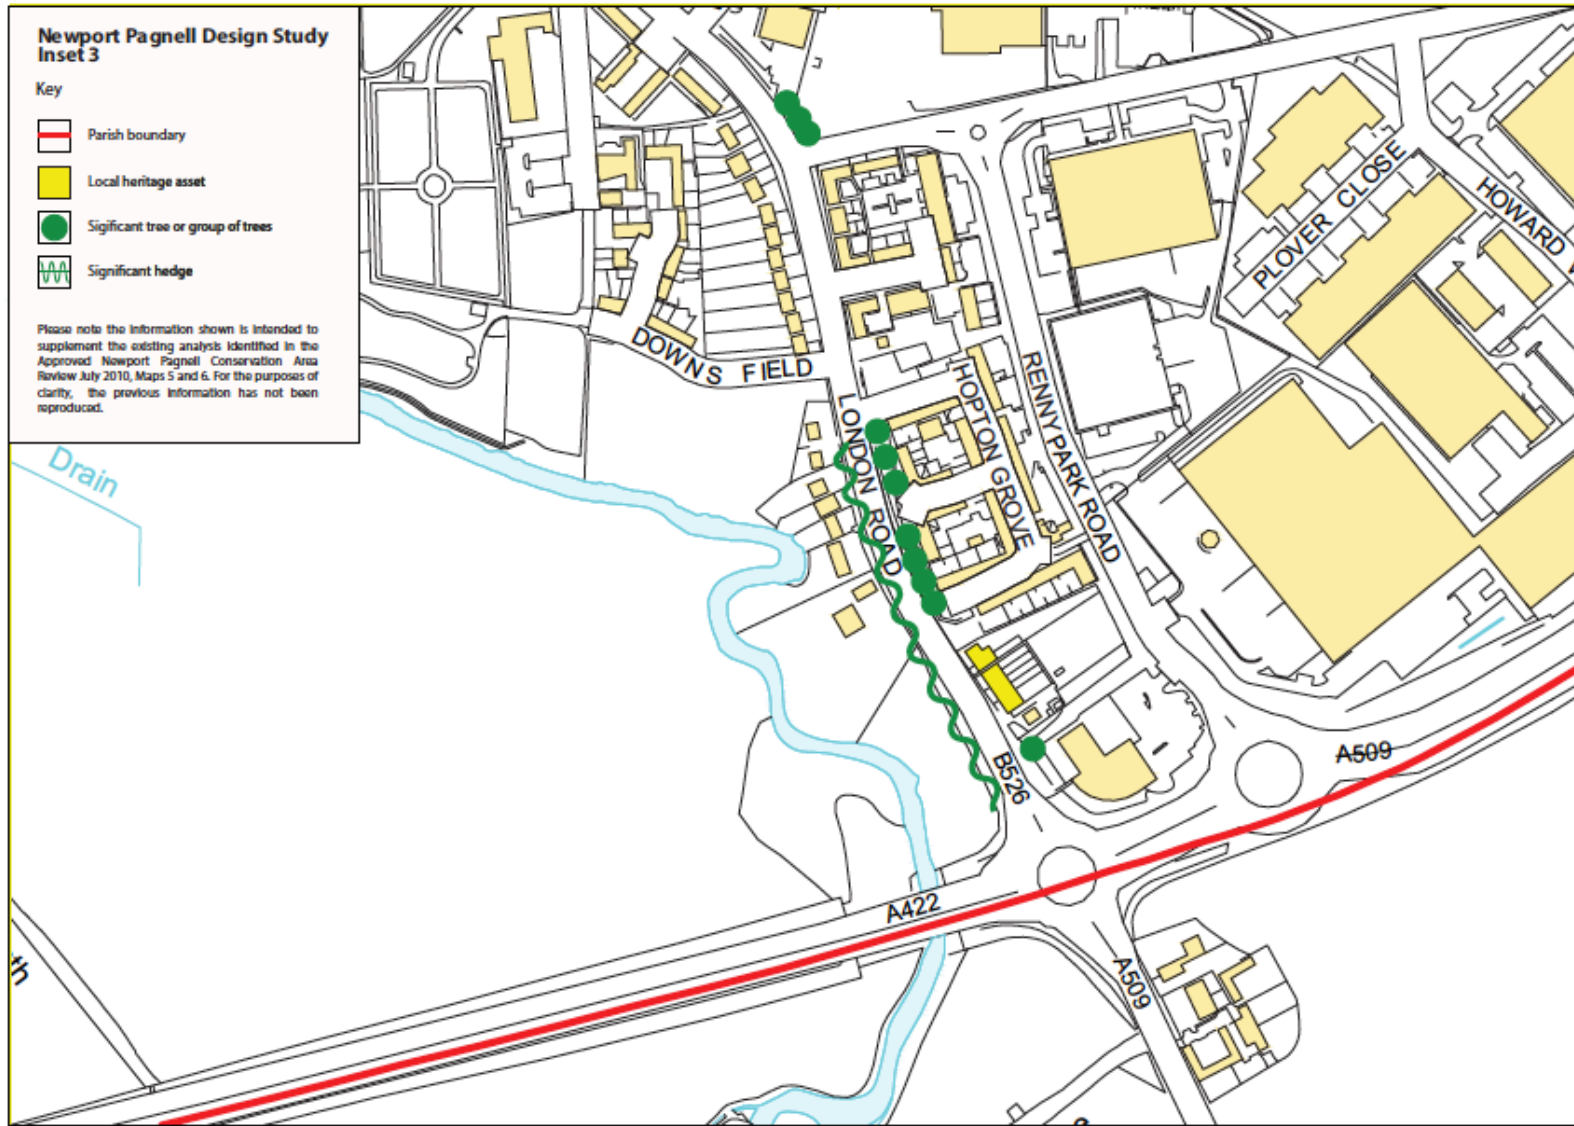 Newport Pagnell Design Study
Inset 3
Key
Parish boundary
Local heritage asset
Sigificant tree or group of trees
Significant hedge
Please note the information shown is intended to
supplement the existing analysis identified in the
Approved Newport Pagnell Conservation Area
Review July 2010, Maps 5 and 6. For the purposes of
clarity, the previous information has not been
reproduced.
PLOVER CLOSE
HOWARD
DOWNS FIELD
LONDON ROAD
HOPTON GROVE
RENNY PARK ROAD
Drain
B526
A509
A422
A509
th